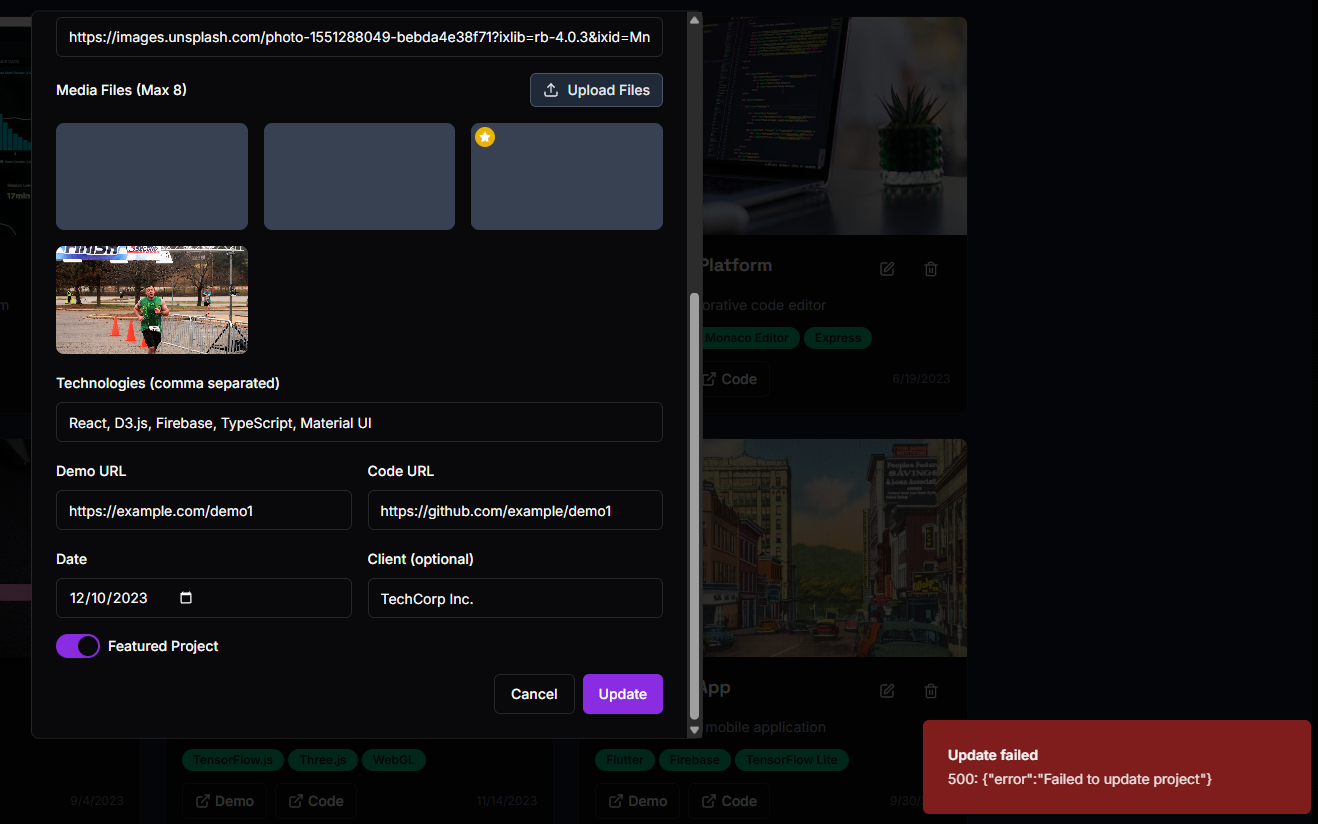 https://images.unsplash.com/photo-1551288049-bebda4e38f71?ixlib=rb-4.0.3&ixid=Mn
Media Files (Max 8)
Upload Files
FINISH
Technologies (comma separated)
React, D3.js, Firebase, TypeScript, Material UI
Demo URL
Code URL
https://example.com/demo1
https://github.com/example/demo1
Date
Client (optional)
12/10/2023
TechCorp Inc.
Featured Project
Cancel
Update
17min
m
Platform
orative code editor
Monaco Editor
Express
Code
6/19/2023
SAVINGS
& Loan Association
App
mobile application
TensorFlow.js
Three.js
WebGL
Flutter
Firebase
TensorFlow Lite
9/4/2023
Demo
Code
11/14/2023
Demo
Code
9/30/
Update failed
500: {"error":"Failed to update project"}